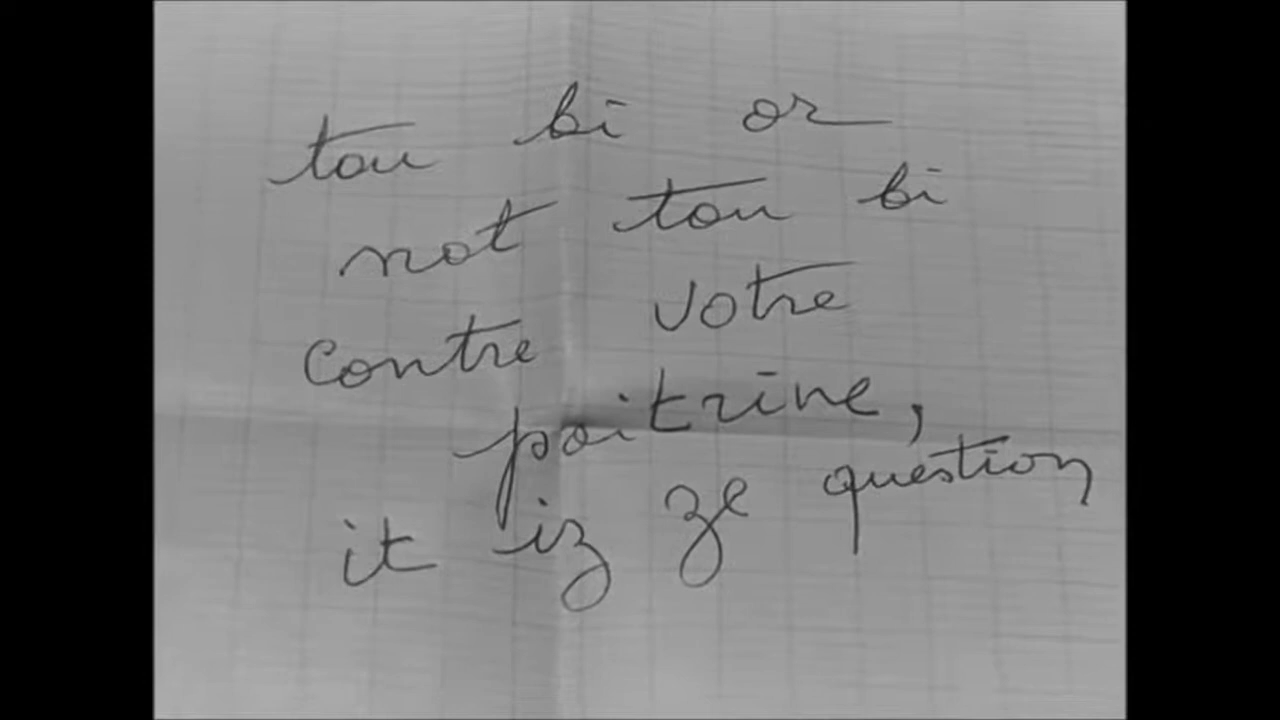 tou bi or
not tou bi
contre votre
poitrine,
it iz ze question